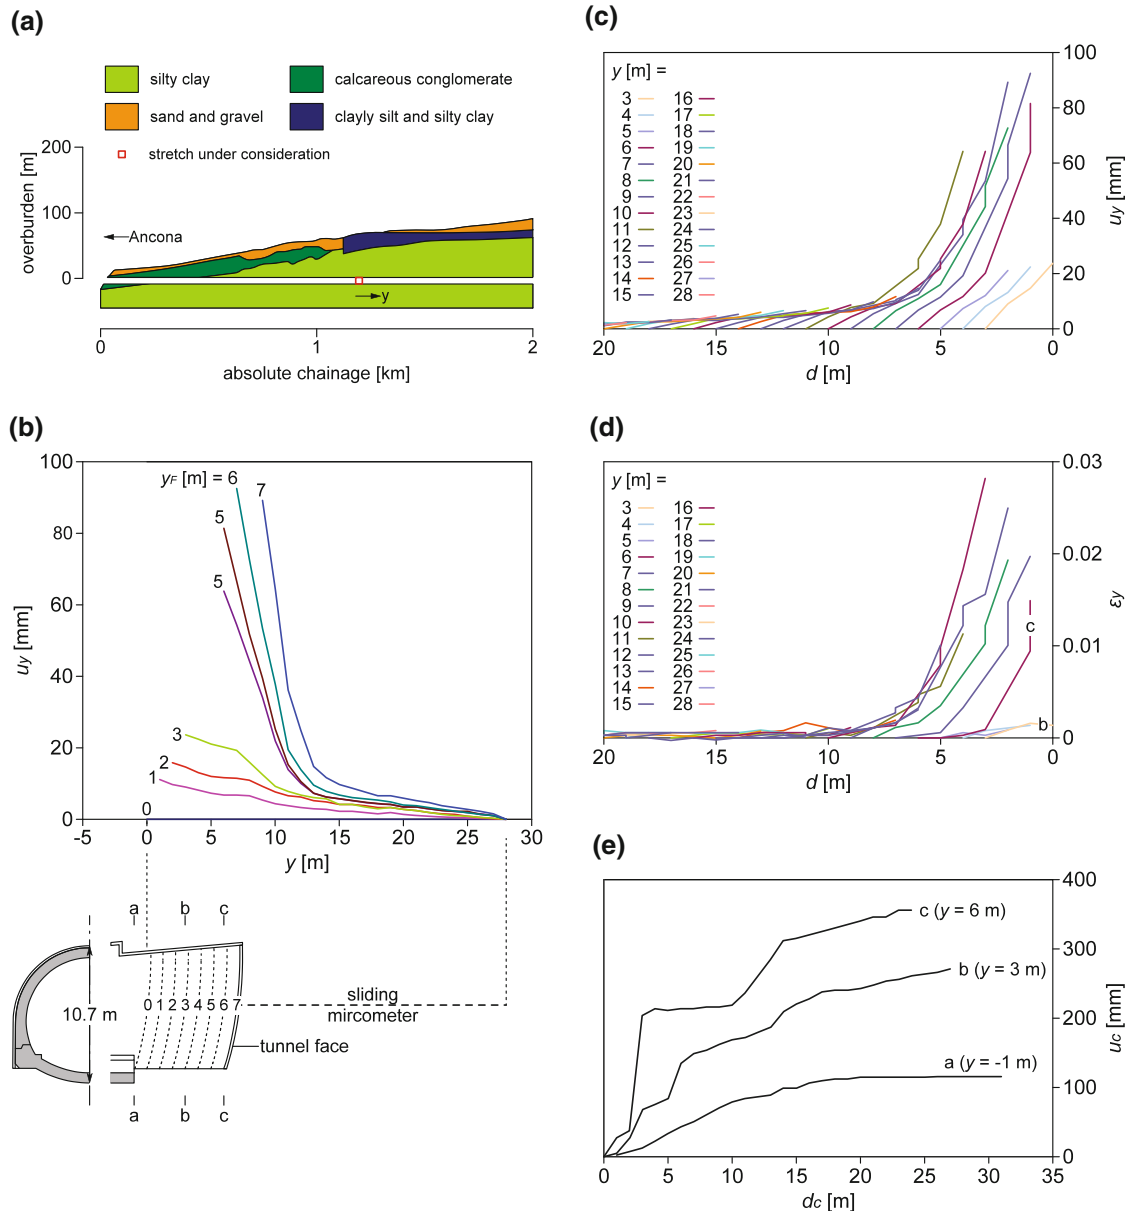 (a)
silty clay
calcareous conglomerate
sand and gravel
clayly silt and silty clay
stretch under consideration
overburden [m]
200
100
0
Ancona
y
0 1 2
absolute chainage [km]
(b)
100
80
60
40
20
0
uy [mm]
yF [m] = 6
7
5
5
3
2
1
0
-5 0 5 10 15 20 25 30
y [m]
a b c
10.7 m
0 1 2 3 4 5 6 7
sliding
mircometer
tunnel face
a b c
(c)
y [m] =
3 16
4 17
5 18
6 19
7 20
8 21
9 22
10 23
11 24
12 25
13 26
14 27
15 28
100
80
60
40
20
0
uy [mm]
20 15 10 5 0
d [m]
(d)
y [m] =
3 16
4 17
5 18
6 19
7 20
8 21
9 22
10 23
11 24
12 25
13 26
14 27
15 28
c
b
0.03
0.02
0.01
0
εy
20 15 10 5 0
d [m]
(e)
400
300
200
100
0
uc [mm]
c (y = 6 m)
b (y = 3 m)
a (y = -1 m)
0 5 10 15 20 25 30 35
dc [m]